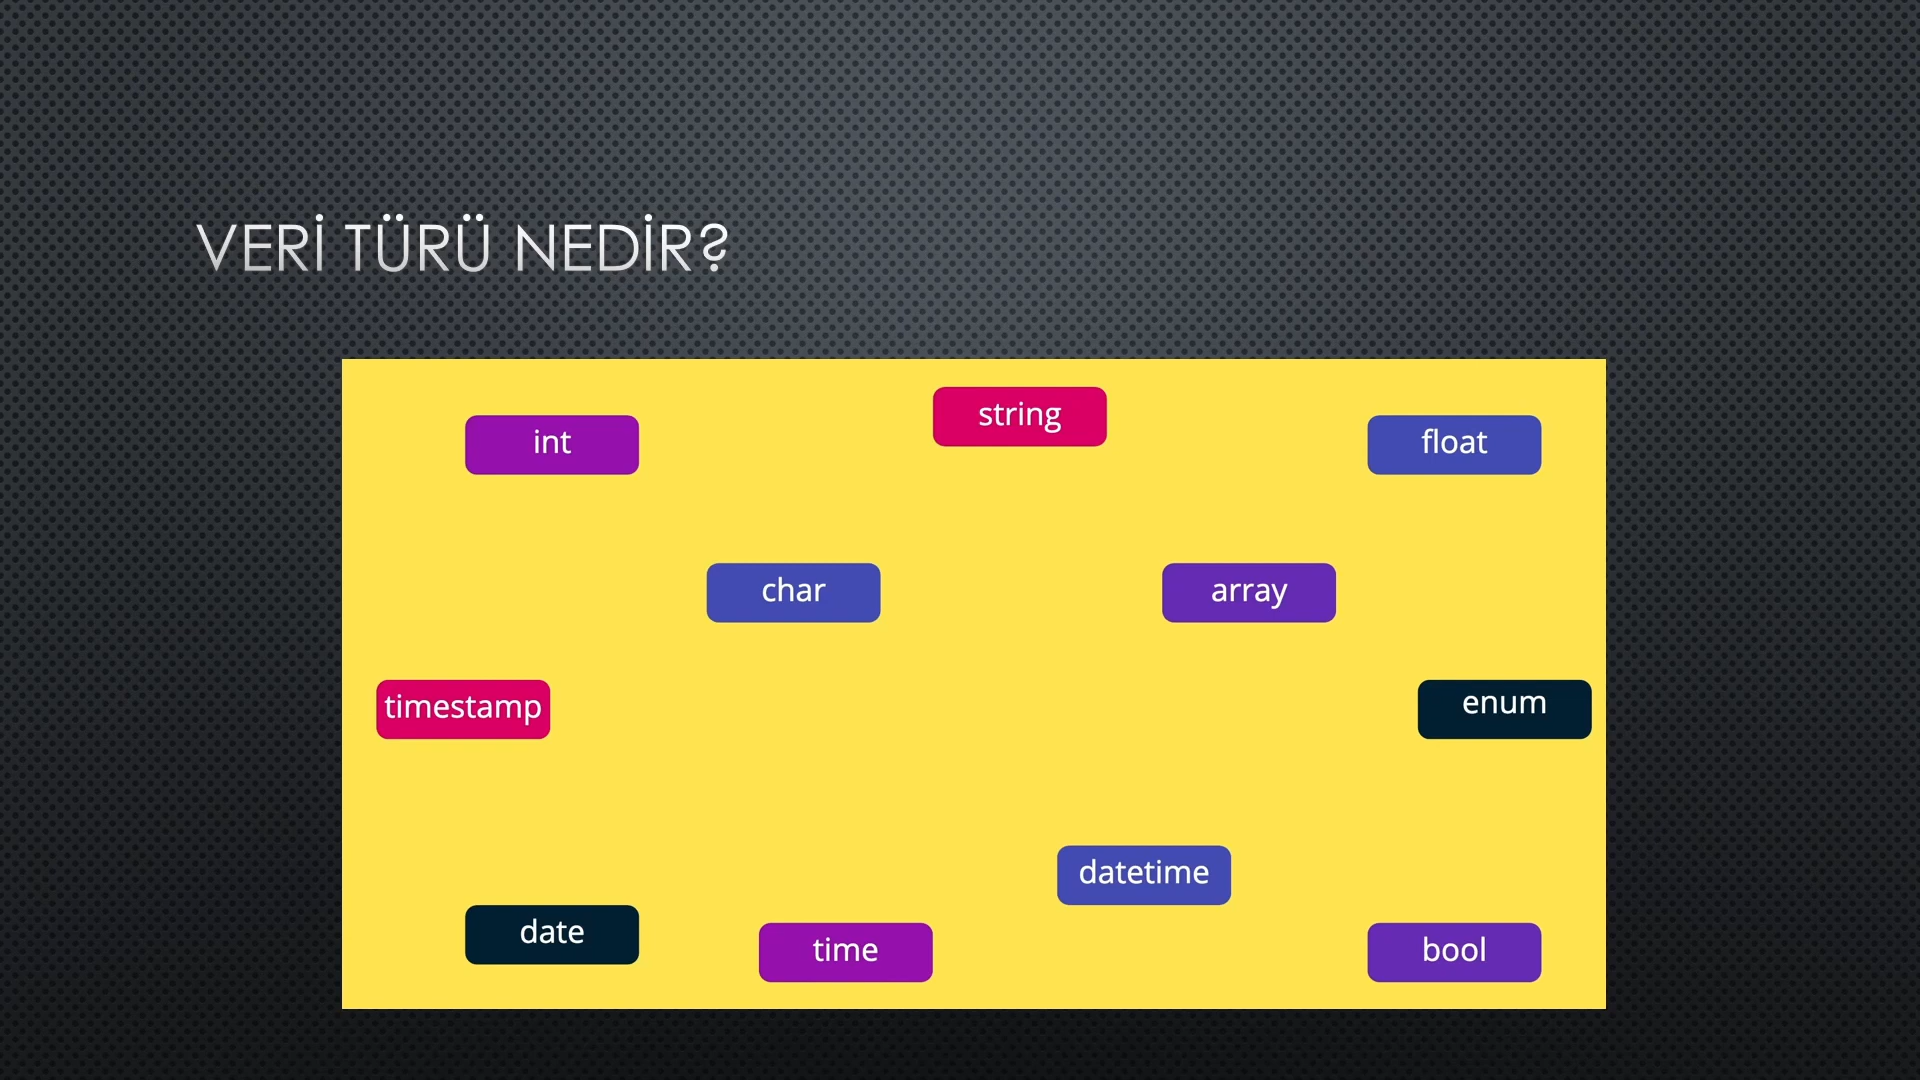 VERİ TÜRÜ NEDİR?
string
int
float
char
array
timestamp
enum
datetime
date
time
bool